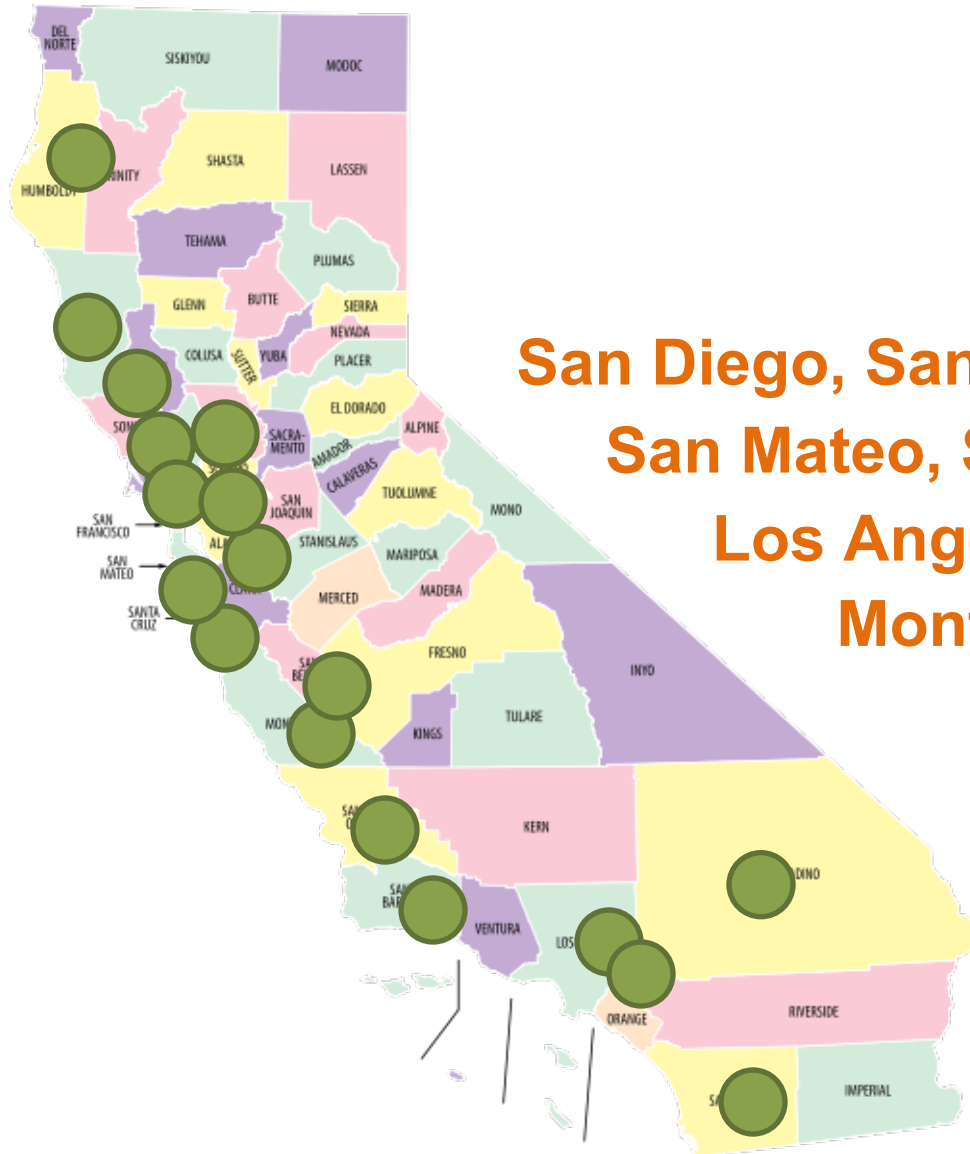 DEL
NORTE
SISKIYOU
MODOC
HUMBOLDT
SHASTA
LASSEN
TEHAMA
PLUMAS
GLENN
BUTTE
SIERRA
NEVADA
COLUSA
SUTTER
YUBA
PLACER
EL DORADO
San Diego, San
San Mateo, S
Los Ang
Mon
SACRA-
MENTO
AMADOR
ALPINE
CALAVERAS
TUOLUMNE
MONO
SAN
JOAQUIN
SAN
FRANCISCO
STANISLAUS
MARIPOSA
SAN
MATEO
MERCED
MADERA
SANTA
CRUZ
FRESNO
INYO
KINGS
TULARE
KERN
VENTURA
LOS
DINO
ORANGE
RIVERSIDE
IMPERIAL